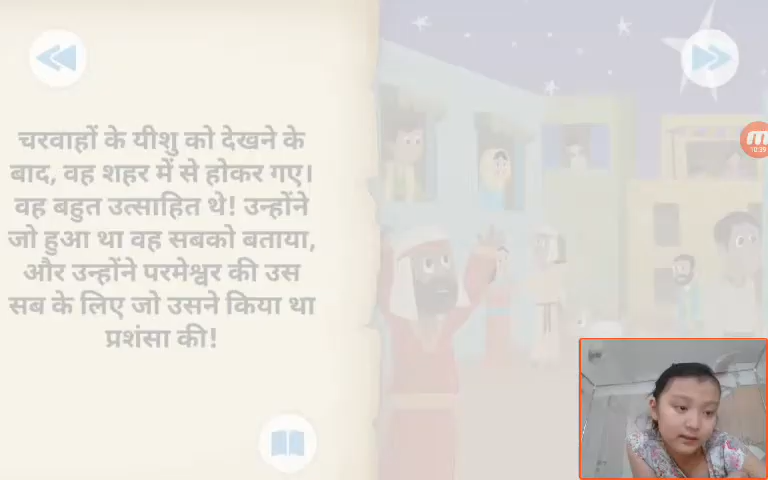 चरवाहों के यीशु को देखने के
बाद, वह शहर में से होकर गए।
वह बहुत उत्साहित थे! उन्होंने
जो हुआ था वह सबको बताया,
और उन्होंने परमेश्वर की उस
सब के लिए जो उसने किया था
प्रशंसा की!